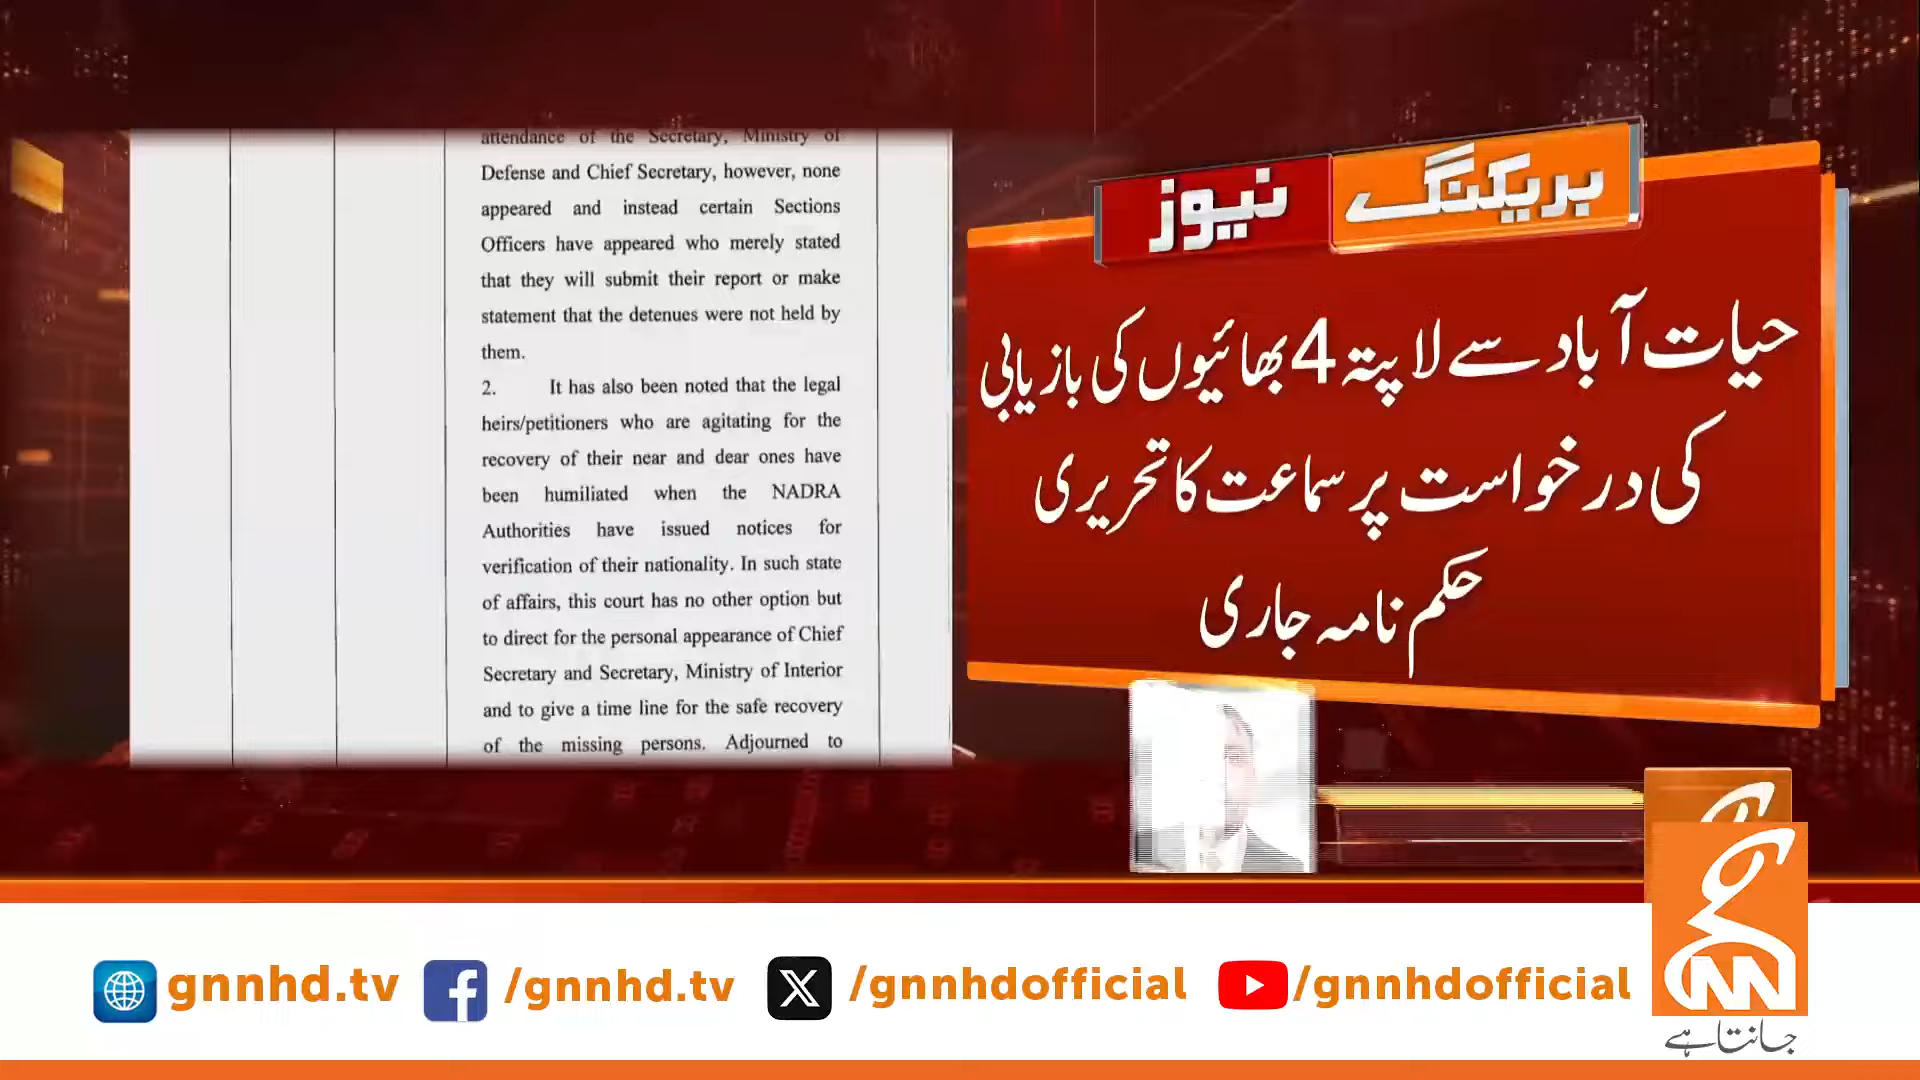 attendance of the Secretary, Ministry of
Defense and Chief Secretary, however, none
appeared and instead certain Sections
Officers have appeared who merely stated
that they will submit their report or make
statement that the detenues were not held by
them.
2. It has also been noted that the legal
heirs/petitioners who are agitating for the
recovery of their near and dear ones have
been humiliated when the NADRA
Authorities have issued notices for
verification of their nationality. In such state
of affairs, this court has no other option but
to direct for the personal appearance of Chief
Secretary and Secretary, Ministry of Interior
and to give a time line for the safe recovery
of the missing persons. Adjourned to
بریکنگ نیوز
حیات آباد سے لاپتہ 4 بھائیوں کی بازیابی
کی درخواست پر سماعت کا تحریری
حکم نامہ جاری
gnnhd.tv
/gnnhd.tv
/gnnhdofficial
/gnnhdofficial
GNN
جانتا ہے